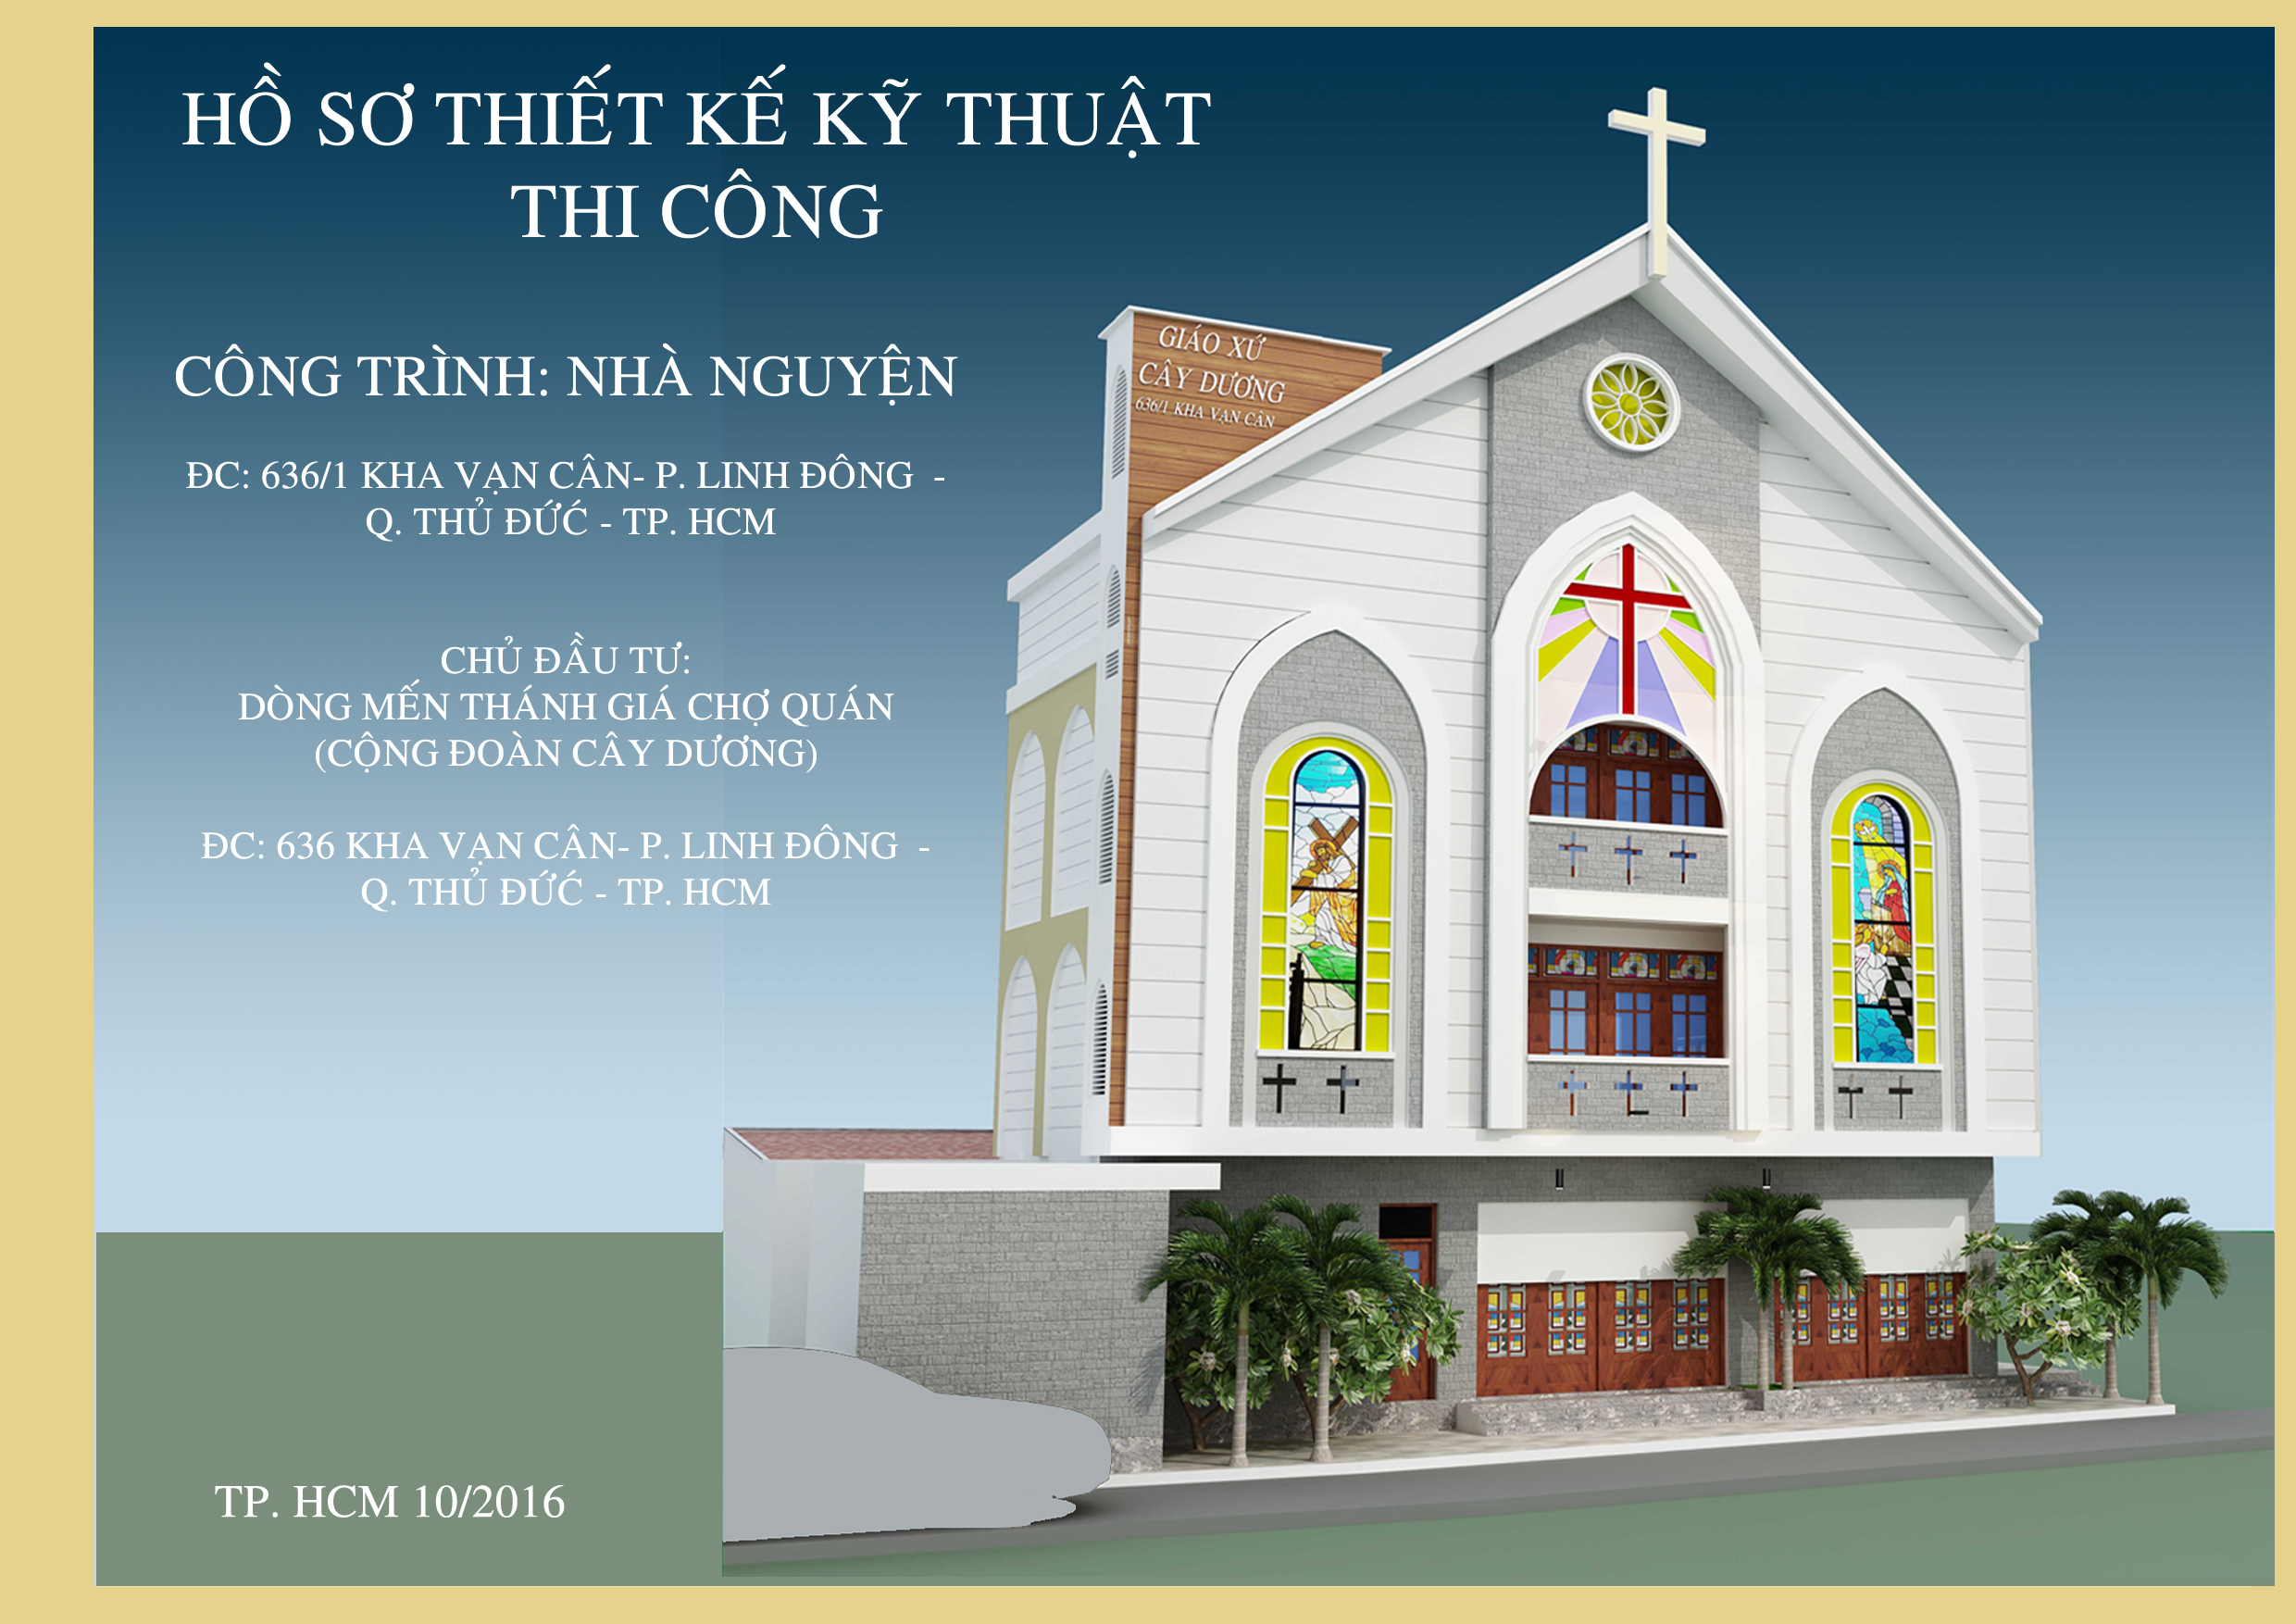 HỒ SƠ THIẾT KẾ KỸ THUẬT
THI CÔNG
CÔNG TRÌNH: NHÀ NGUYỆN
ĐC: 636/1 KHA VẠN CÂN- P. LINH ĐÔNG -
Q. THỦ ĐỨC - TP. HCM
CHỦ ĐẦU TƯ:
DÒNG MẾN THÁNH GIÁ CHỢ QUÁN
(CỘNG ĐOÀN CÂY DƯƠNG)
ĐC: 636 KHA VẠN CÂN- P. LINH ĐÔNG -
Q. THỦ ĐỨC - TP. HCM
TP. HCM 10/2016
GIÁO XỨ
CÂY DƯƠNG
636/1 KHA VẠN CÂN